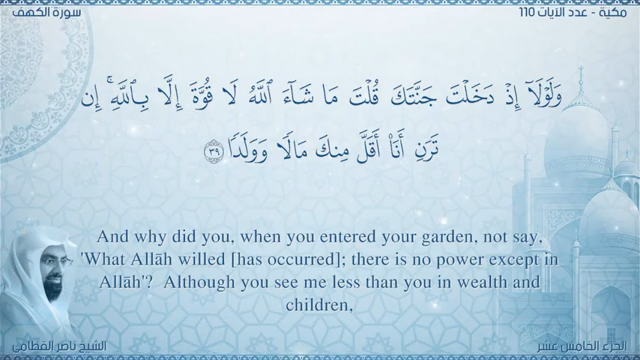 مكية - عدد الآيات 110
سورة الكهف
وَلَوْلَآ إِذْ دَخَلْتَ جَنَّتَكَ قُلْتَ مَا شَآءَ ٱللَّهُ لَا قُوَّةَ إِلَّا بِٱللَّهِ ۚ إِن
تَرَنِ أَنَا۠ أَقَلَّ مِنكَ مَالًا وَوَلَدًا ٣٩
And why did you, when you entered your garden, not say,
'What Allāh willed [has occurred]; there is no power except in
Allāh'? Although you see me less than you in wealth and
children,
الجزء الخامس عشر
الشيخ ناصر القطامي